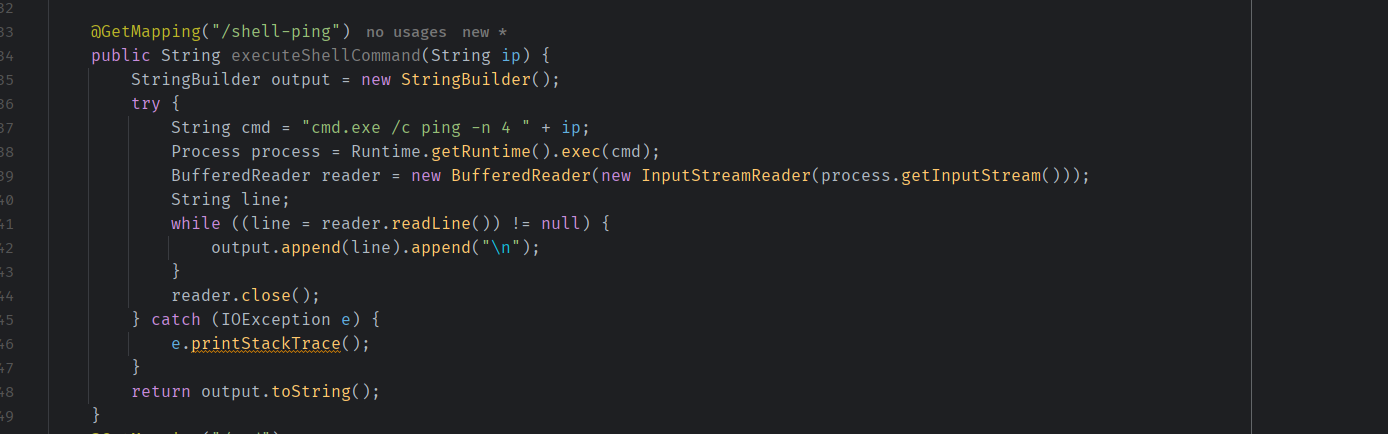 32
33 @GetMapping("/shell-ping") no usages new *
34 public String executeShellCommand(String ip) {
35 StringBuilder output = new StringBuilder();
36 try {
37 String cmd = "cmd.exe /c ping -n 4 " + ip;
38 Process process = Runtime.getRuntime().exec(cmd);
39 BufferedReader reader = new BufferedReader(new InputStreamReader(process.getInputStream()));
40 String line;
41 while ((line = reader.readLine()) != null) {
42 output.append(line).append("\n");
43 }
44 reader.close();
45 } catch (IOException e) {
46 e.printStackTrace();
47 }
48 return output.toString();
49 }